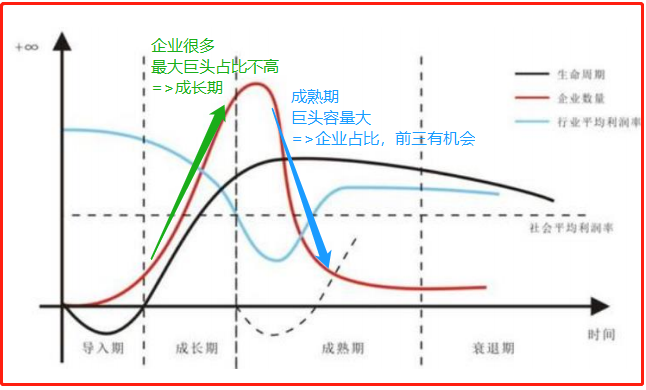 +∞
企业很多
最大巨头占比不高
=>成长期
成熟期
巨头容量大
=>企业占比，前三有机会
生命周期
企业数量
行业平均利润率
社会平均利润率
时间
导入期
成长期
成熟期
衰退期